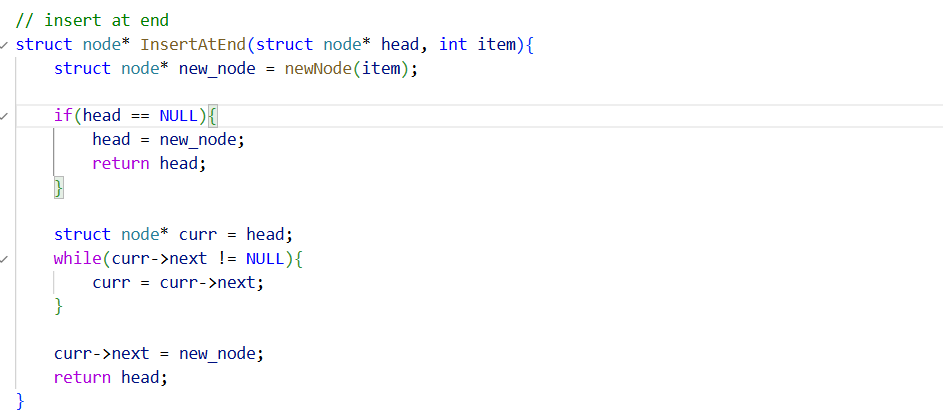 // insert at end
struct node* InsertAtEnd(struct node* head, int item){
    struct node* new_node = newNode(item);

    if(head == NULL){
        head = new_node;
        return head;
    }

    struct node* curr = head;
    while(curr->next != NULL){
        curr = curr->next;
    }

    curr->next = new_node;
    return head;
}